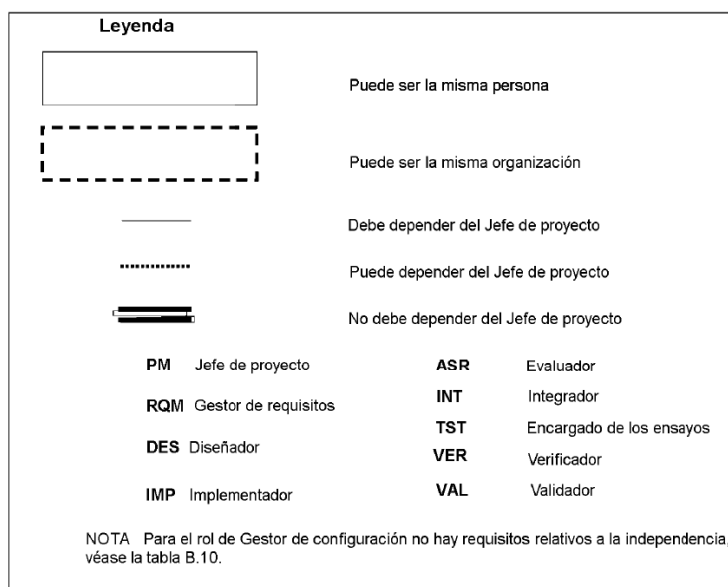 Leyenda
Puede ser la misma persona
Puede ser la misma organización
Debe depender del Jefe de proyecto
Puede depender del Jefe de proyecto
No debe depender del Jefe de proyecto
PM Jefe de proyecto
RQM Gestor de requisitos
DES Diseñador
IMP Implementador
ASR Evaluador
INT Integrador
TST Encargado de los ensayos
VER Verificador
VAL Validador
NOTA Para el rol de Gestor de configuración no hay requisitos relativos a la independencia,
véase la tabla B.10.